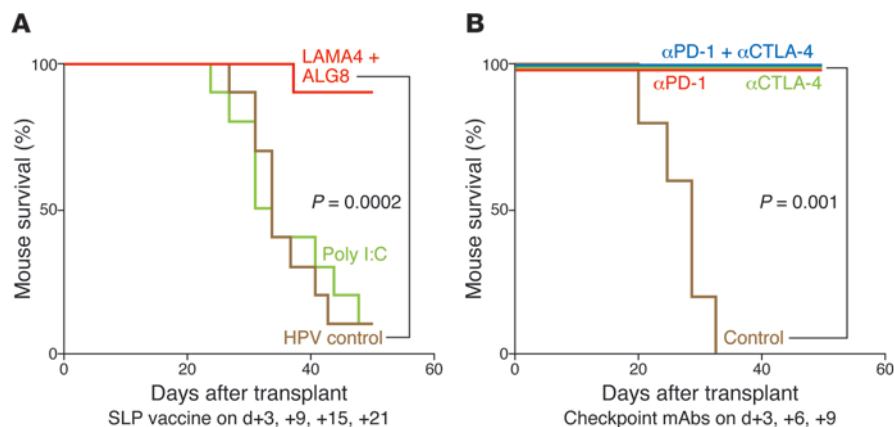 A
LAMA4 +
ALG8
100
50
0
Mouse survival (%)
P = 0.0002
Poly I:C
HPV control
0 20 40 60
Days after transplant
SLP vaccine on d+3, +9, +15, +21
B
αPD-1 + αCTLA-4
αPD-1 αCTLA-4
100
50
0
Mouse survival (%)
P = 0.001
Control
0 20 40 60
Days after transplant
Checkpoint mAbs on d+3, +6, +9